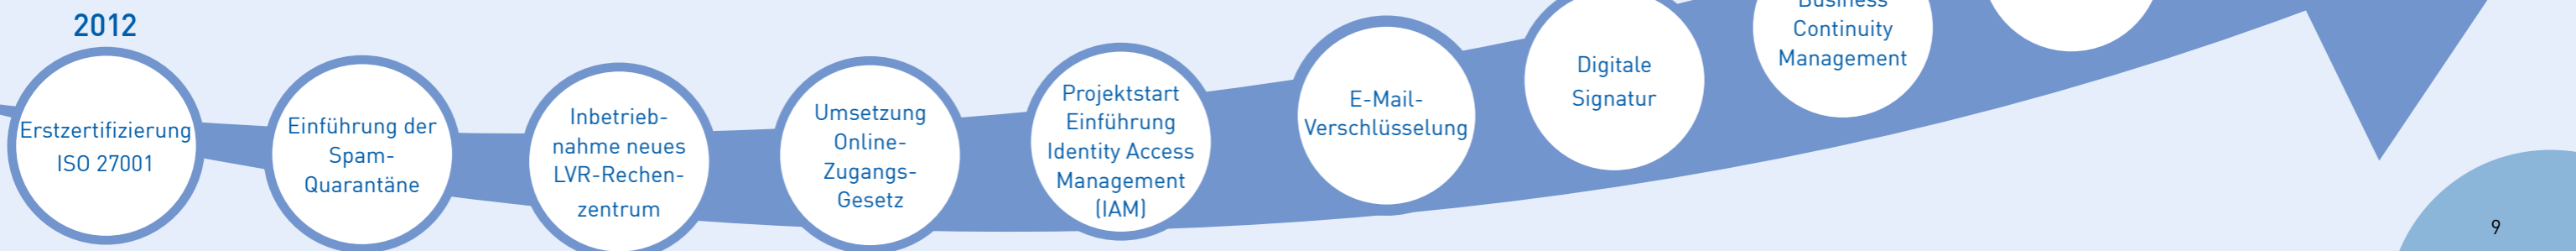 2012
Erstzertifizierung
ISO 27001
Einführung der
Spam-
Quarantäne
Inbetrieb-
nahme neues
LVR-Rechen-
zentrum
Umsetzung
Online-
Zugangs-
Gesetz
Projektstart
Einführung
Identity Access
Management
(IAM)
E-Mail-
Verschlüsselung
Digitale
Signatur
Business
Continuity
Management
9